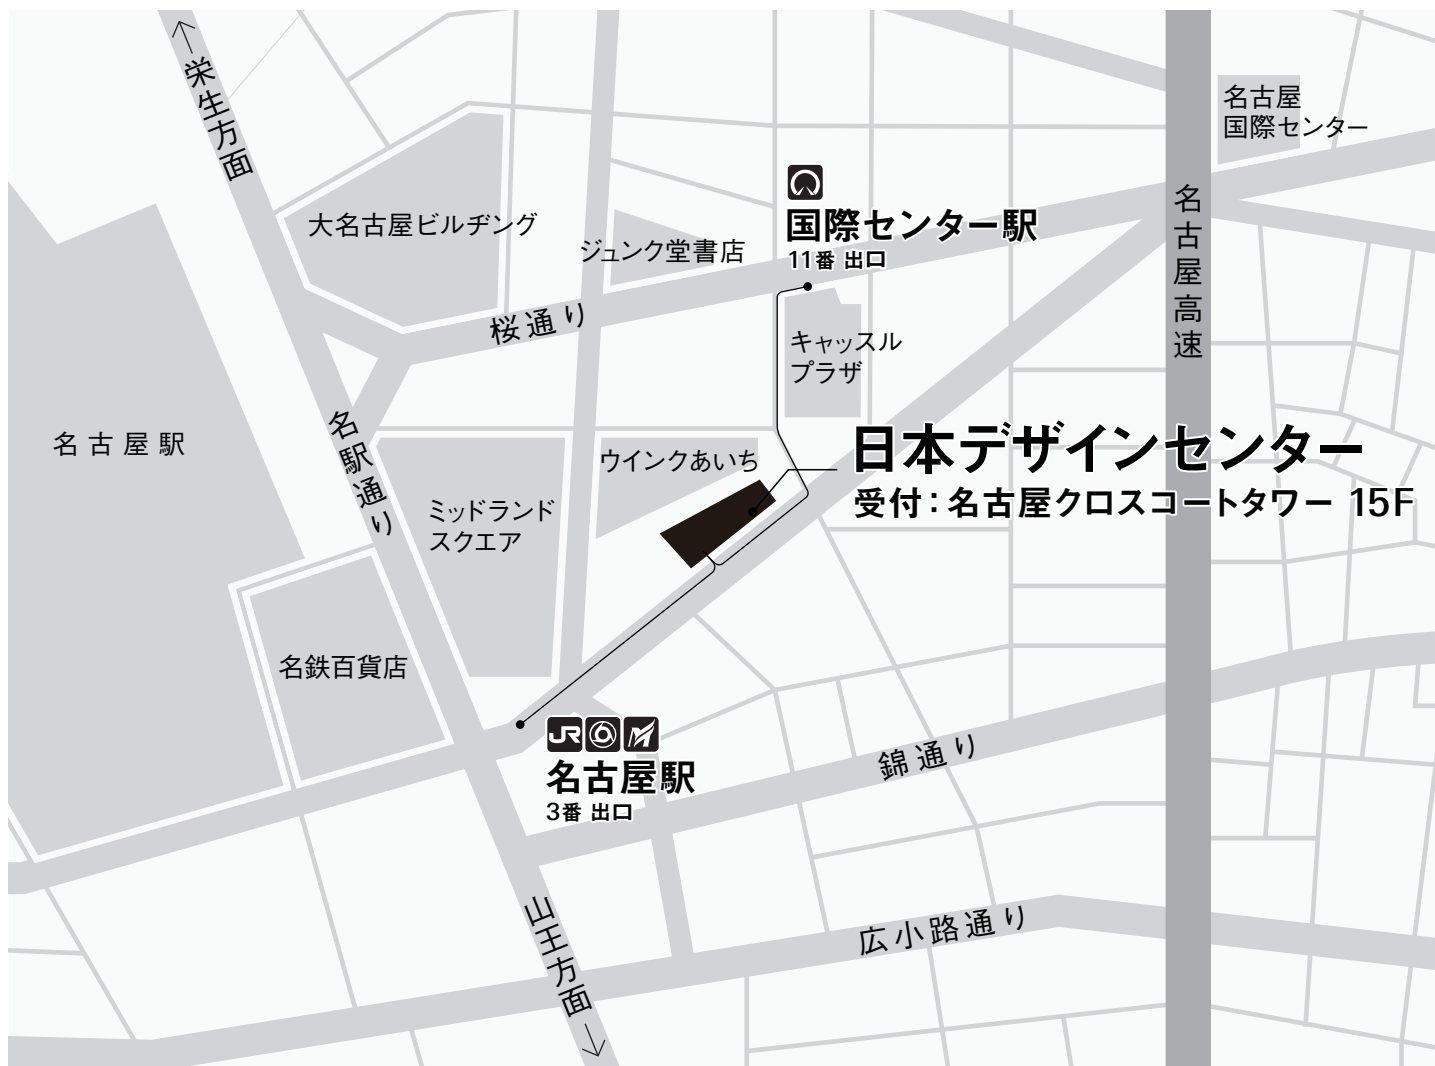 ←栄生方面
名古屋
国際センター
名古屋高速
大名古屋ビルヂング
ジュンク堂書店
国際センター駅
11番 出口
桜通り
キャッスル
プラザ
名古屋駅
名駅通り
日本デザインセンター
受付：名古屋クロスコートタワー 15F
ウインクあいち
ミッドランド
スクエア
名鉄百貨店
JR
名古屋駅
3番 出口
錦通り
広小路通り
山王方面→